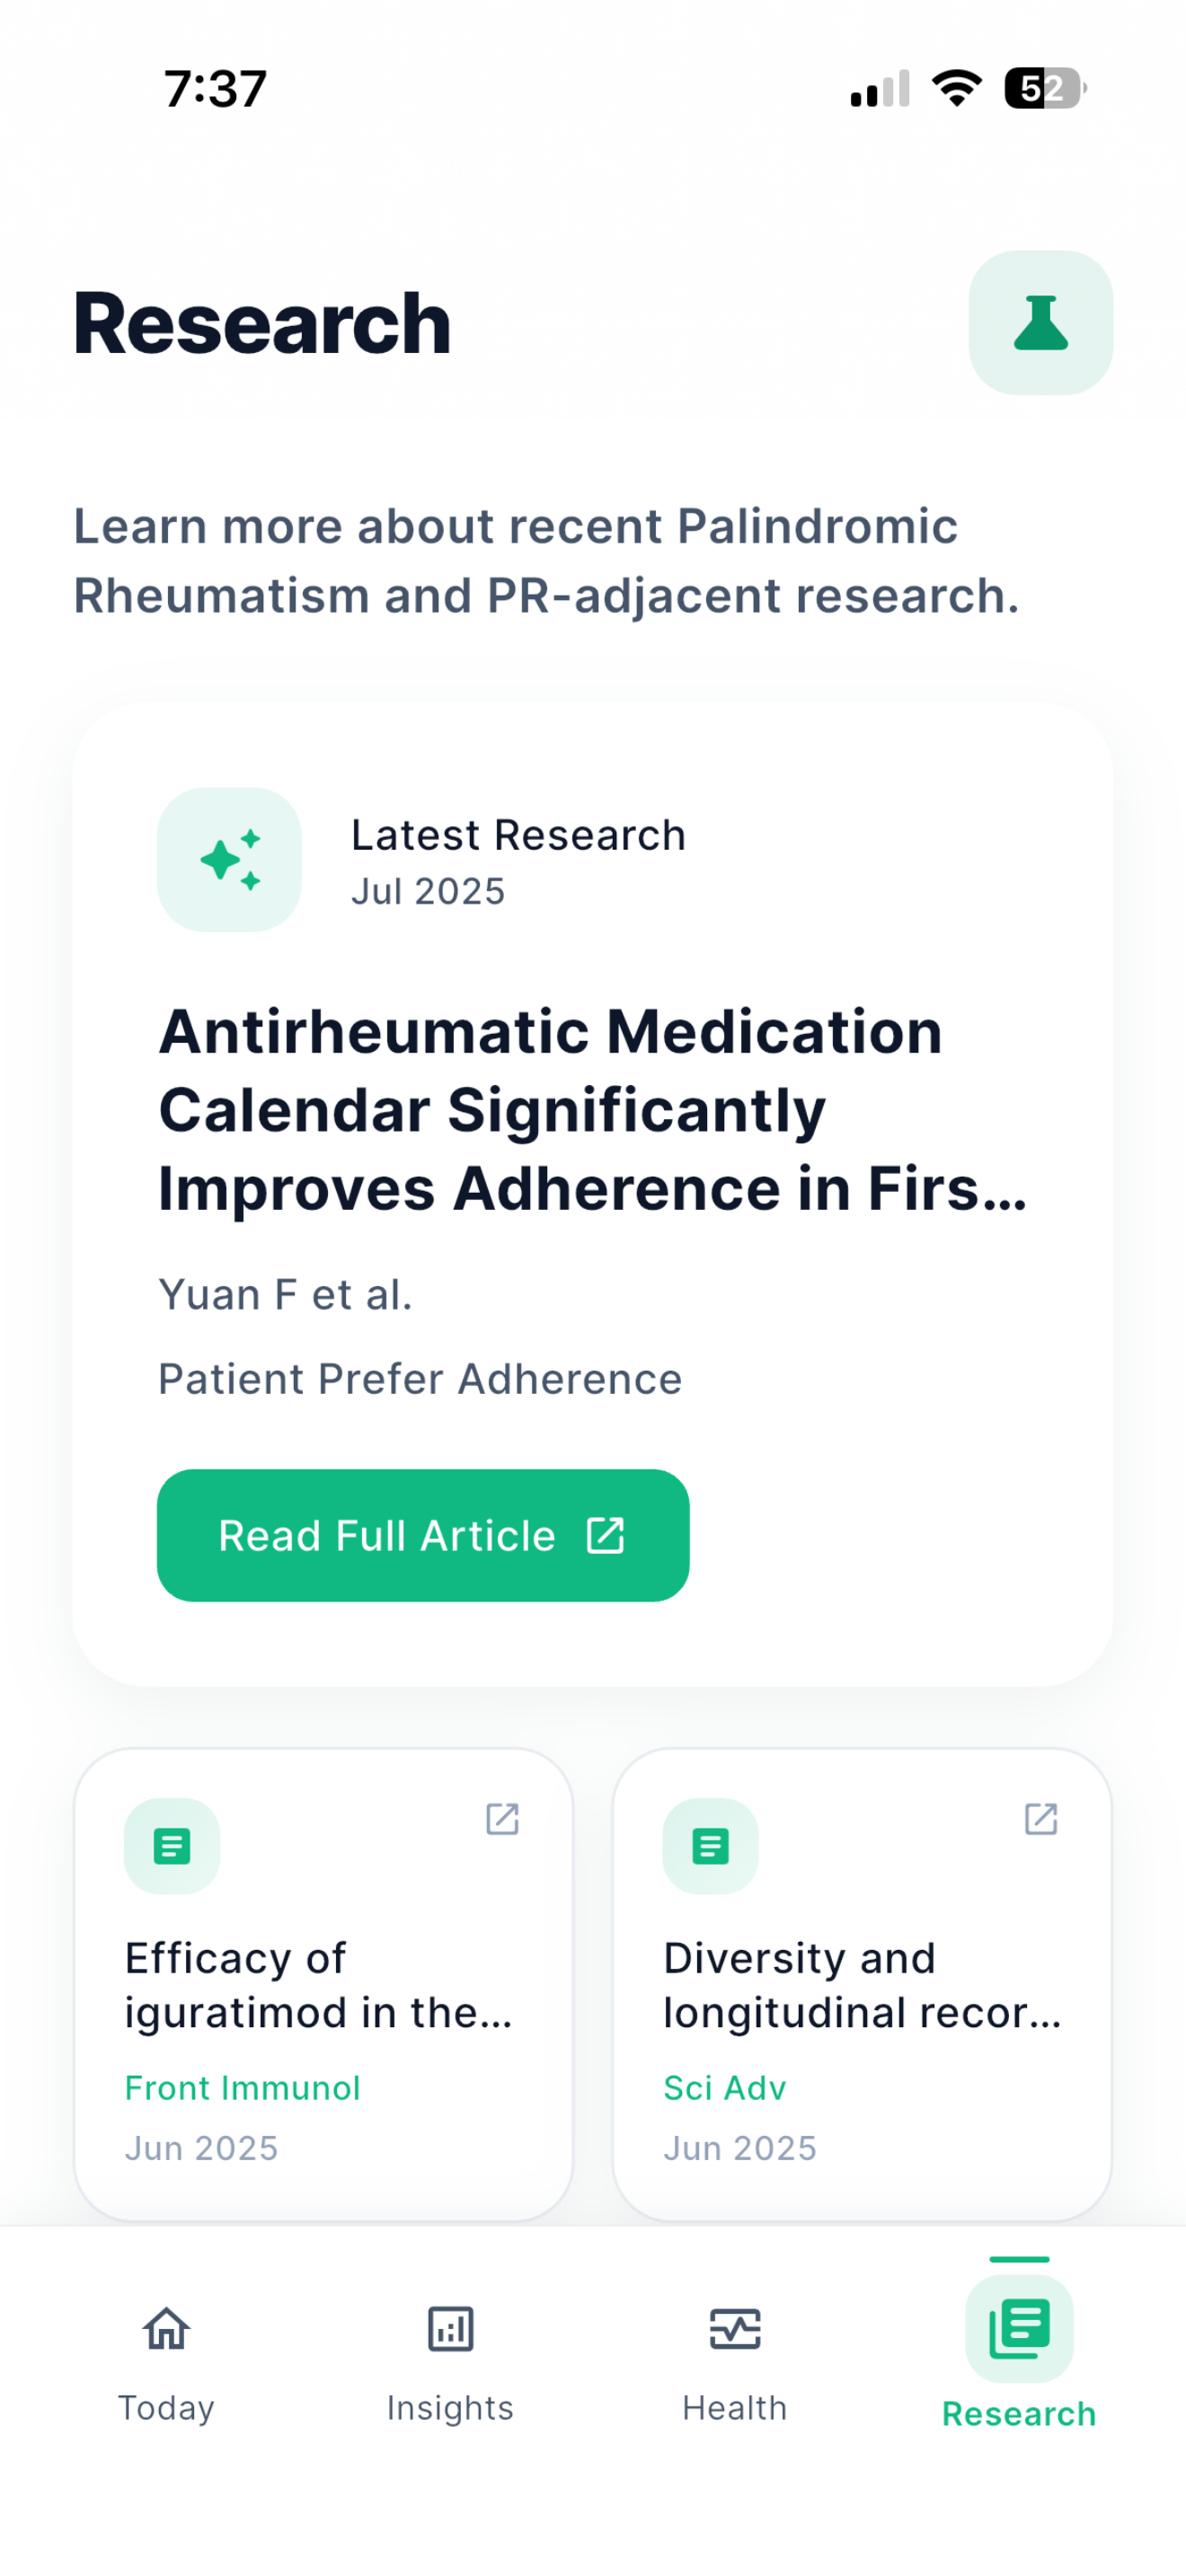 7:37
52
Research
Learn more about recent Palindromic
Rheumatism and PR-adjacent research.
Latest Research
Jul 2025
Antirheumatic Medication
Calendar Significantly
Improves Adherence in Firs...
Yuan F et al.
Patient Prefer Adherence
Read Full Article
Efficacy of
iguratimod in the...
Front Immunol
Jun 2025
Diversity and
longitudinal recor...
Sci Adv
Jun 2025
Today
Insights
Health
Research